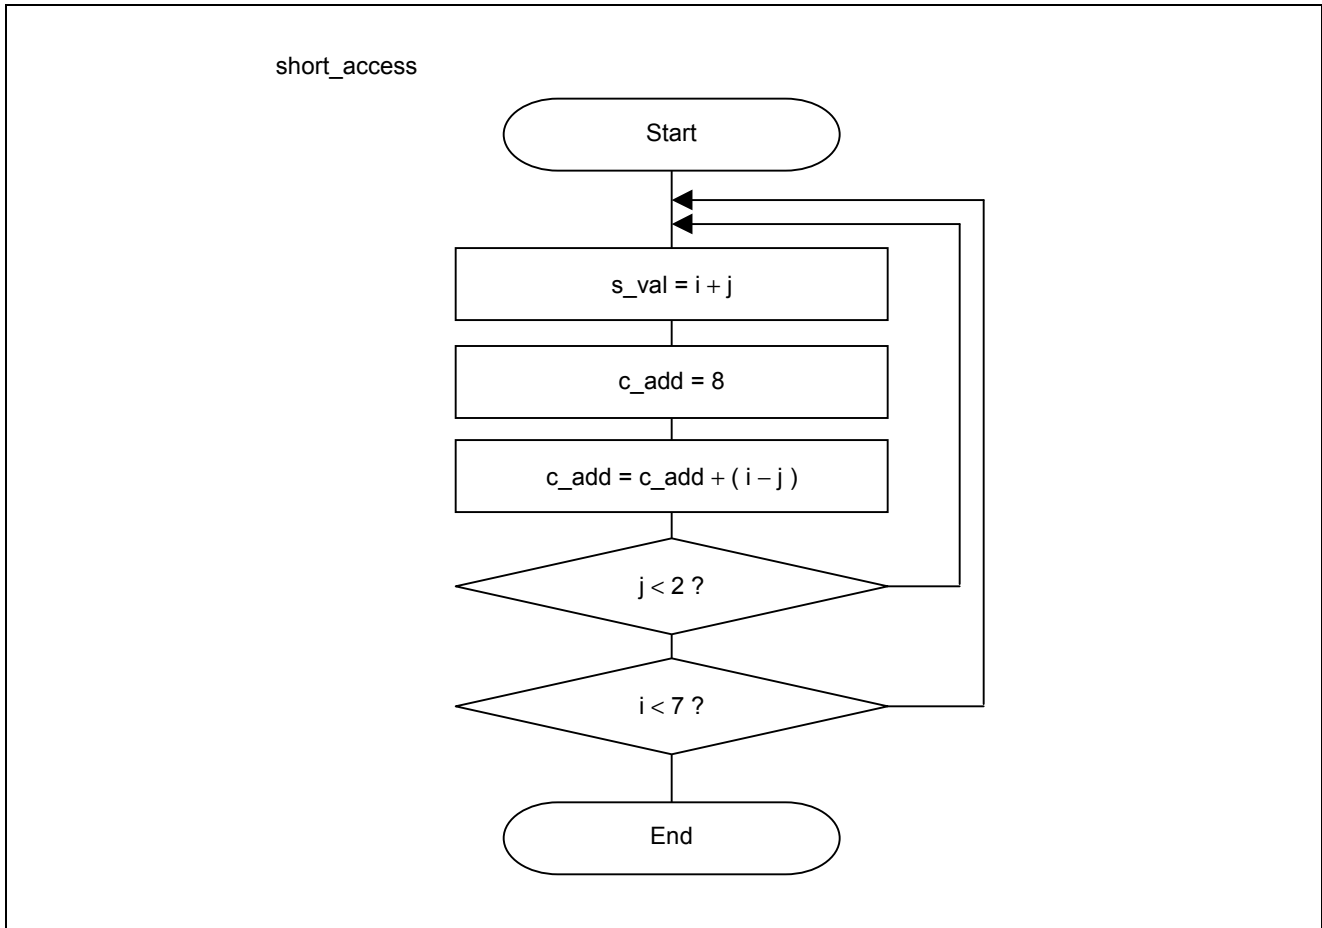 short_access
Start
s_val = i + j
c_add = 8
c_add = c_add + ( i − j )
j < 2 ?
i < 7 ?
End